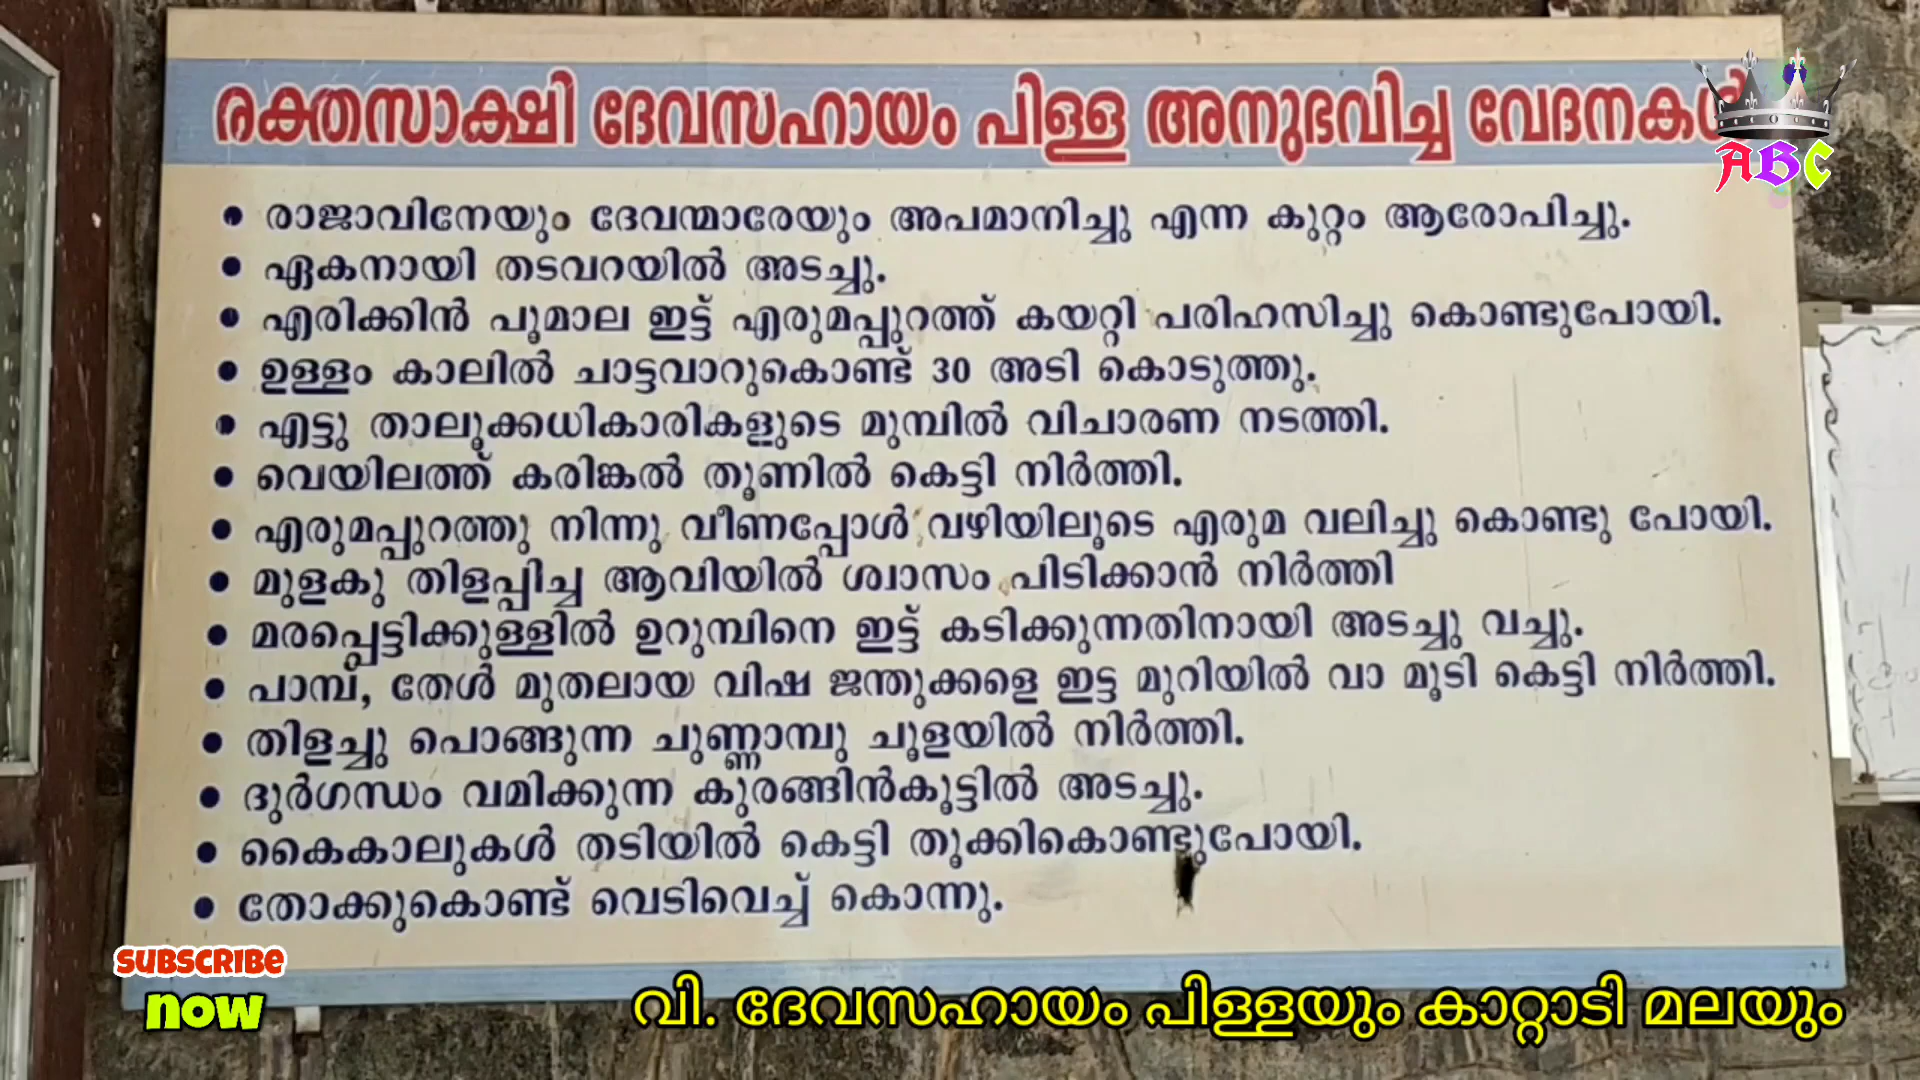 രക്തസാക്ഷി ദേവസഹായം പിള്ള അനുഭവിച്ച വേദനകൾ
ABC
• രാജാവിനേയും ദേവന്മാരേയും അപമാനിച്ചു എന്ന കുറ്റം ആരോപിച്ചു.
• ഏകനായി തടവറയിൽ അടച്ചു.
• എരിക്കിൻ പൂമാല ഇട്ട് എരുമപ്പുറത്ത് കയറ്റി പരിഹസിച്ചു കൊണ്ടുപോയി.
• ഉള്ളം കാലിൽ ചാട്ടവാറുകൊണ്ട് 30 അടി കൊടുത്തു.
• എട്ടു താലൂക്കധികാരികളുടെ മുമ്പിൽ വിചാരണ നടത്തി.
• വെയിലത്ത് കരിങ്കൽ തൂണിൽ കെട്ടി നിർത്തി.
• എരുമപ്പുറത്തു നിന്നു വീണപ്പോൾ വഴിയിലൂടെ എരുമ വലിച്ചു കൊണ്ടു പോയി.
• മുളകു തിളപ്പിച്ച ആവിയിൽ ശ്വാസം പിടിക്കാൻ നിർത്തി
• മരപ്പെട്ടിക്കുള്ളിൽ ഉറുമ്പിനെ ഇട്ട് കടിക്കുന്നതിനായി അടച്ചു വച്ചു.
• പാമ്പ്, തേൾ മുതലായ വിഷ ജന്തുക്കളെ ഇട്ട മുറിയിൽ വാ മൂടി കെട്ടി നിർത്തി.
• തിളച്ചു പൊങ്ങുന്ന ചുണ്ണാമ്പു ചൂളയിൽ നിർത്തി.
• ദുർഗന്ധം വമിക്കുന്ന കുരങ്ങിൻകൂട്ടിൽ അടച്ചു.
• കൈകാലുകൾ തടിയിൽ കെട്ടി തൂക്കികൊണ്ടുപോയി.
• തോക്കുകൊണ്ട് വെടിവെച്ച് കൊന്നു.
SUBSCRIBE
now
വി. ദേവസഹായം പിള്ളയും കാറ്റാടി മലയും